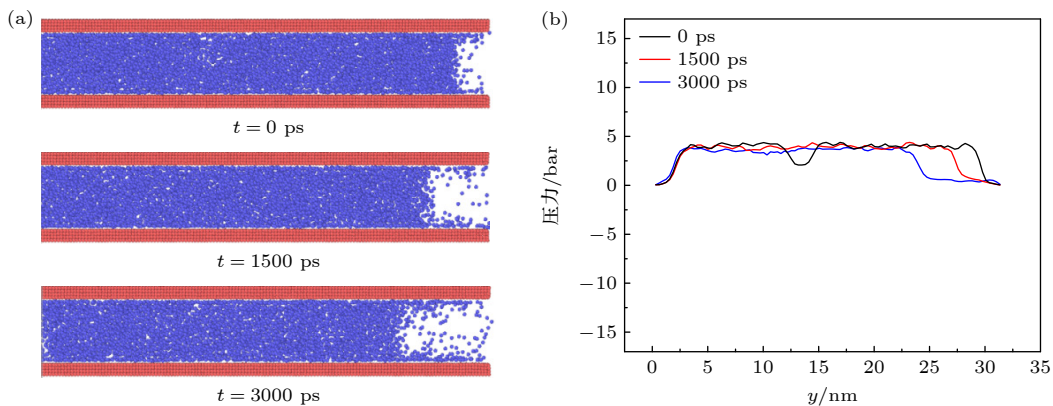 (a)
t = 0 ps
t = 1500 ps
t = 3000 ps
(b)
0 ps
1500 ps
3000 ps
15
10
5
0
−5
−10
−15
压力/bar
0 5 10 15 20 25 30 35
y/nm